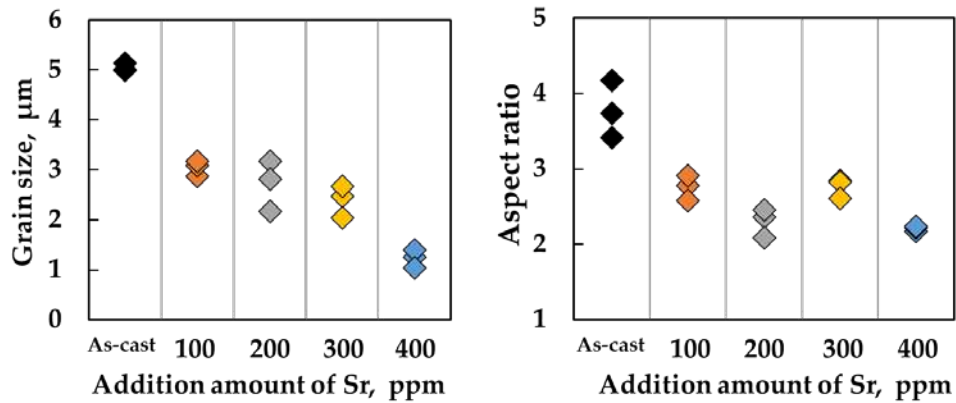 6
5
4
3
2
1
0
Grain size, μm
As-cast 100 200 300 400
Addition amount of Sr, ppm
5
4
3
2
1
Aspect ratio
As-cast 100 200 300 400
Addition amount of Sr, ppm